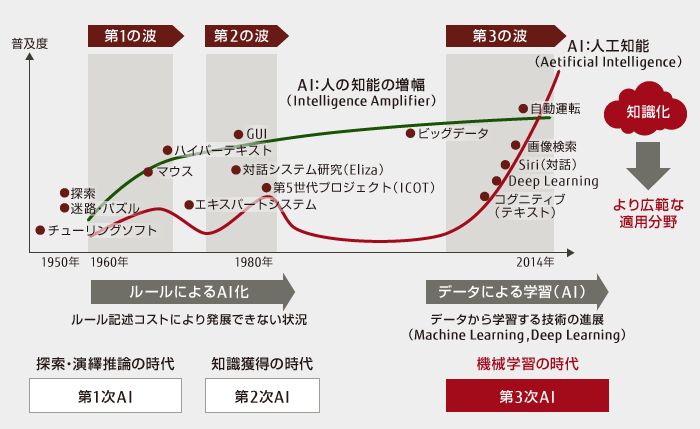 第1の波
第2の波
第3の波
普及度
AI:人工知能
(Aetificial Intelligence)
AI:人の知能の増幅
(Intelligence Amplifier)
知識化
より広範な
適用分野
自動運転
GUI
ビッグデータ
ハイパーテキスト
画像検索
マウス
対話システム研究(Eliza)
Siri(対話)
第5世代プロジェクト(ICOT)
Deep Learning
探索
迷路・パズル
エキスパートシステム
コグニティブ
(テキスト)
チューリングソフト
1950年
1960年
1980年
2014年
ルールによるAI化
データによる学習(AI)
ルール記述コストにより発展できない状況
データから学習する技術の進展
(Machine Learning,Deep Learning)
探索・演繹推論の時代
知識獲得の時代
機械学習の時代
第1次AI
第2次AI
第3次AI